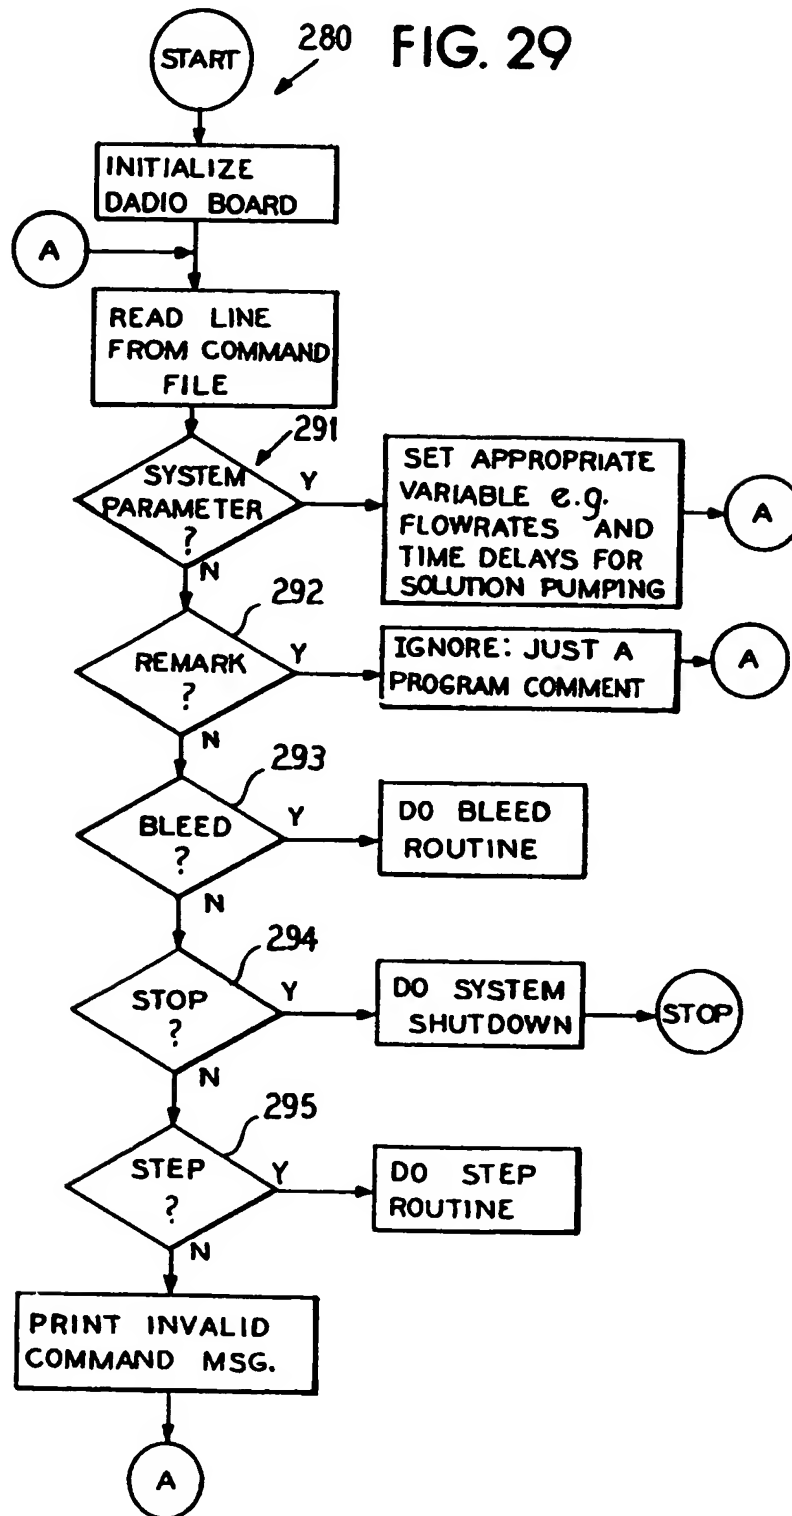 START
280 FIG. 29
INITIALIZE
DADIO BOARD
A
READ LINE
FROM COMMAND
FILE
291
SYSTEM
PARAMETER
?
Y
N
SET APPROPRIATE
VARIABLE e.g.
FLOWRATES AND
TIME DELAYS FOR
SOLUTION PUMPING
A
292
REMARK
?
Y
N
IGNORE: JUST A
PROGRAM COMMENT
A
293
BLEED
?
Y
N
DO BLEED
ROUTINE
294
STOP
?
Y
N
DO SYSTEM
SHUTDOWN
STOP
295
STEP
?
Y
N
DO STEP
ROUTINE
PRINT INVALID
COMMAND MSG.
A